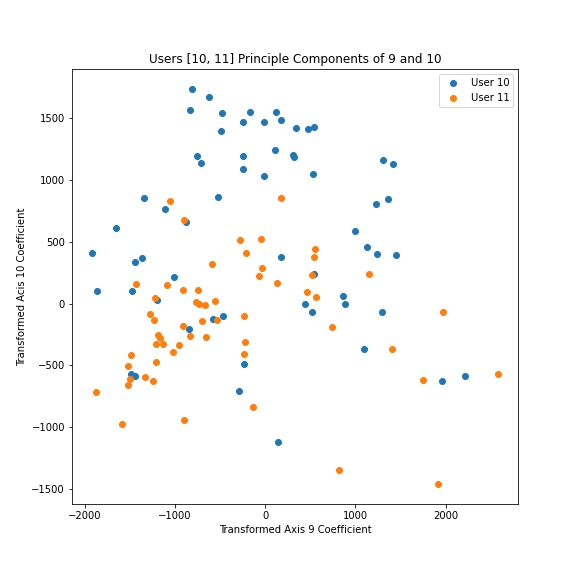 Users [10, 11] Principle Components of 9 and 10
User 10
User 11
Transformed Acis 10 Coefficient
1500
1000
500
0
−500
−1000
−1500
−2000
−1000
0
1000
2000
Transformed Axis 9 Coefficient